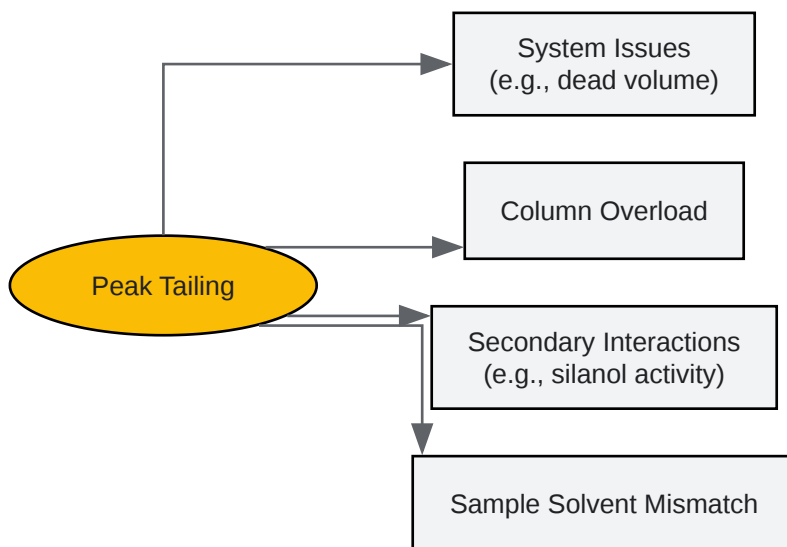 System Issues
(e.g., dead volume)
Column Overload
Peak Tailing
Secondary Interactions
(e.g., silanol activity)
Sample Solvent Mismatch